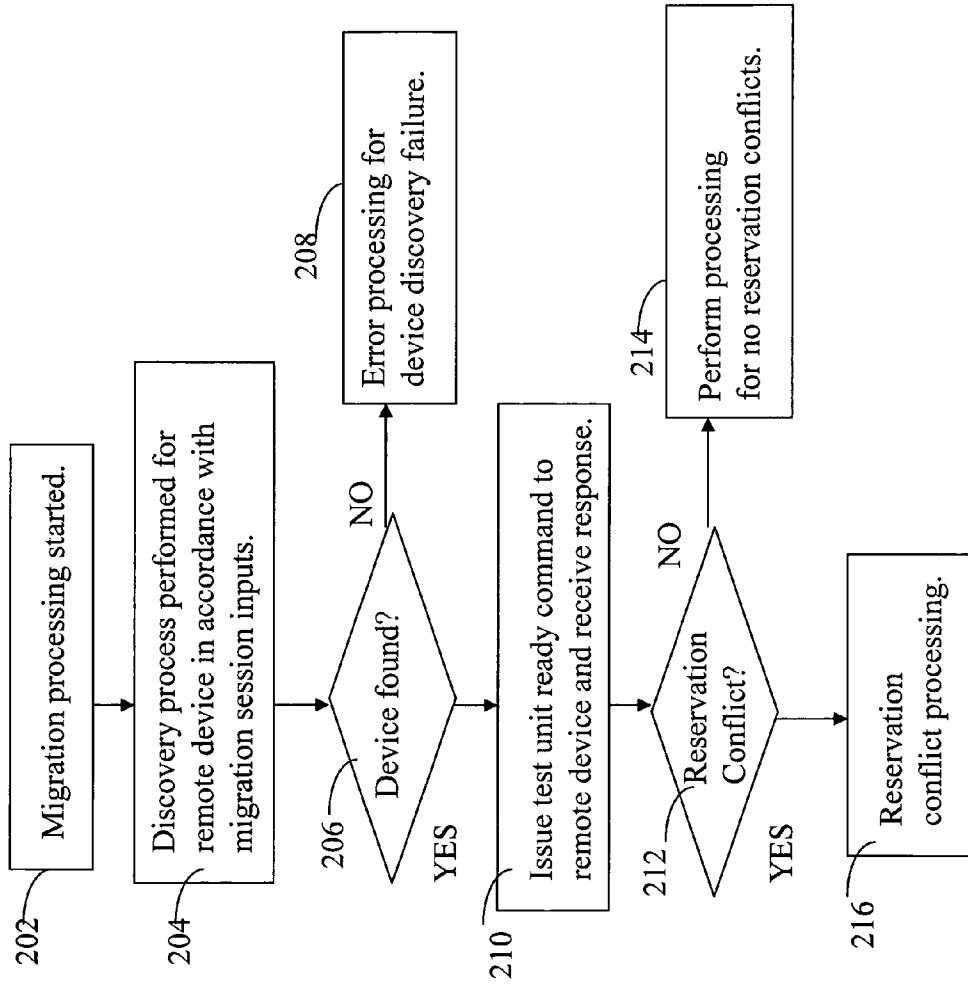 202
Migration processing started.
204
Discovery process performed for
remote device in accordance with
migration session inputs.
206
Device found?
NO
YES
208
Error processing for
device discovery failure.
210
Issue test unit ready command to
remote device and receive response.
212
Reservation
Conflict?
NO
YES
214
Perform processing
for no reservation conflicts.
216
Reservation
conflict processing.